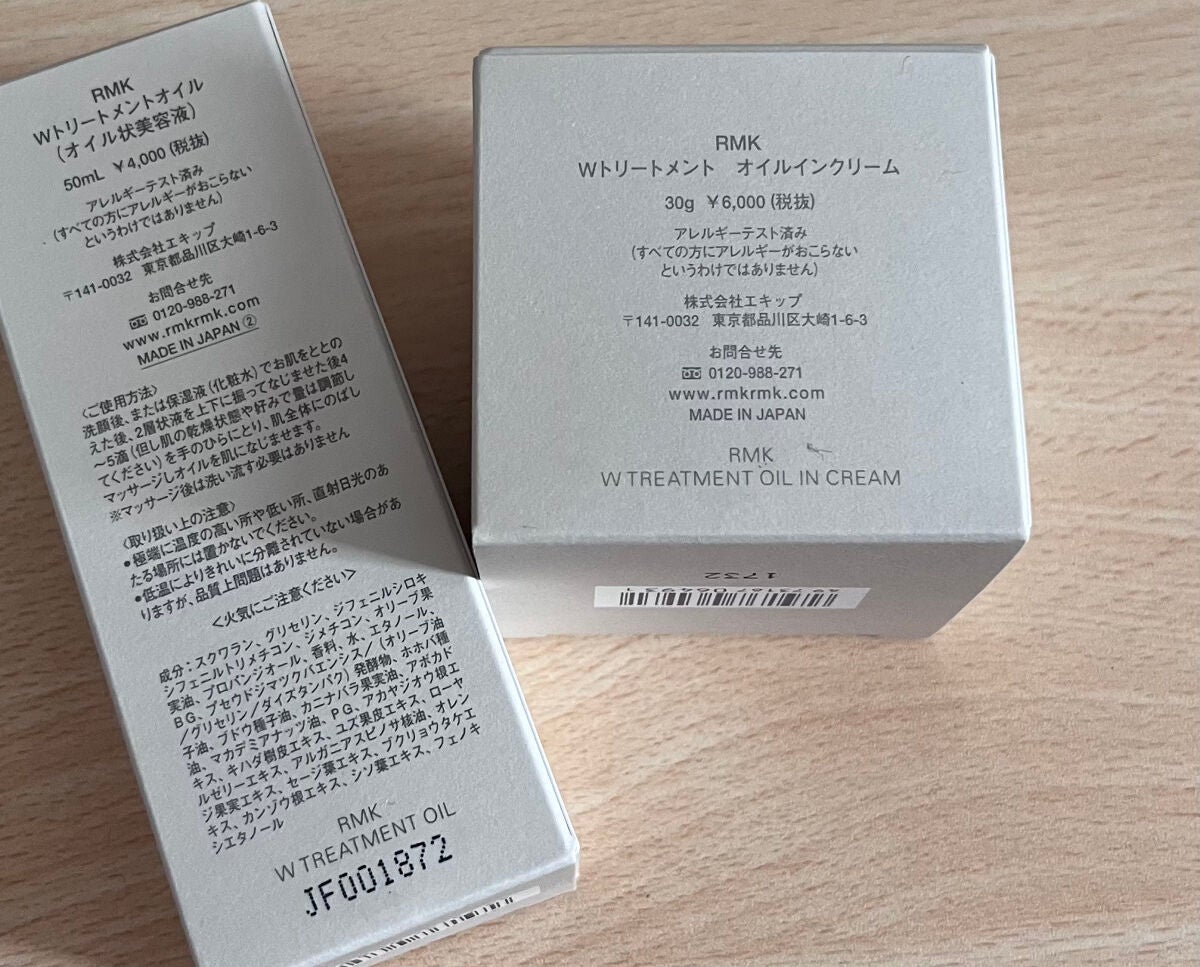 RMK
Wトリートメントオイル
(オイル状美容液)
50mL ¥4,000 (税抜)
アレルギーテスト済み
(すべての方にアレルギーがおこらない
というわけではありません)
株式会社エキップ
〒141-0032 東京都品川区大崎1-6-3
お問合せ先
0120-988-271
www.rmkrmk.com
MADE IN JAPAN ②
〈ご使用方法〉
洗顔後、または保湿液(化粧水)でお肌をととの
えた後、2層状液を上下に振ってなじませた後4
〜5滴(但し肌の乾燥状態や好みで量は調節し
てください)を手のひらにとり、肌全体にのばし
マッサージしオイルを肌になじませます。
※マッサージ後は洗い流す必要はありません
〈取り扱い上の注意〉
●極端に温度の高い所や低い所、直射日光のあ
たる場所には置かないでください。
●低温によりきれいに分離されていない場合があ
りますが、品質上問題はありません。
〈火気にご注意ください〉
成分：スクワラン、グリセリン、ジフェニルシロキ
シフェニルトリメチコン、ジメチコン、オリーブ果
実油、プロパンジオール、香料、水、エタノール、
BG、プセウドジマックバエンシス/(オリーブ油
/グリセリン/ダイズタンパク)発酵物、ホホバ種
子油、ブドウ種子油、カニナバラ果実油、アボカド
油、マカデミアナッツ油、PG、アカヤジオウ根エ
キス、キハダ樹皮エキス、ユズ果皮エキス、ローヤ
ルゼリーエキス、アルガニアスピノサ核油、オレン
ジ果実エキス、セージ葉エキス、ブクリョウタケエ
キス、カンゾウ根エキス、シソ葉エキス、フェノキ
シエタノール
RMK
W TREATMENT OIL
JF001872
RMK
Wトリートメント オイルインクリーム
30g ¥6,000 (税抜)
アレルギーテスト済み
(すべての方にアレルギーがおこらない
というわけではありません)
株式会社エキップ
〒141-0032 東京都品川区大崎1-6-3
お問合せ先
0120-988-271
www.rmkrmk.com
MADE IN JAPAN
RMK
W TREATMENT OIL IN CREAM
1732